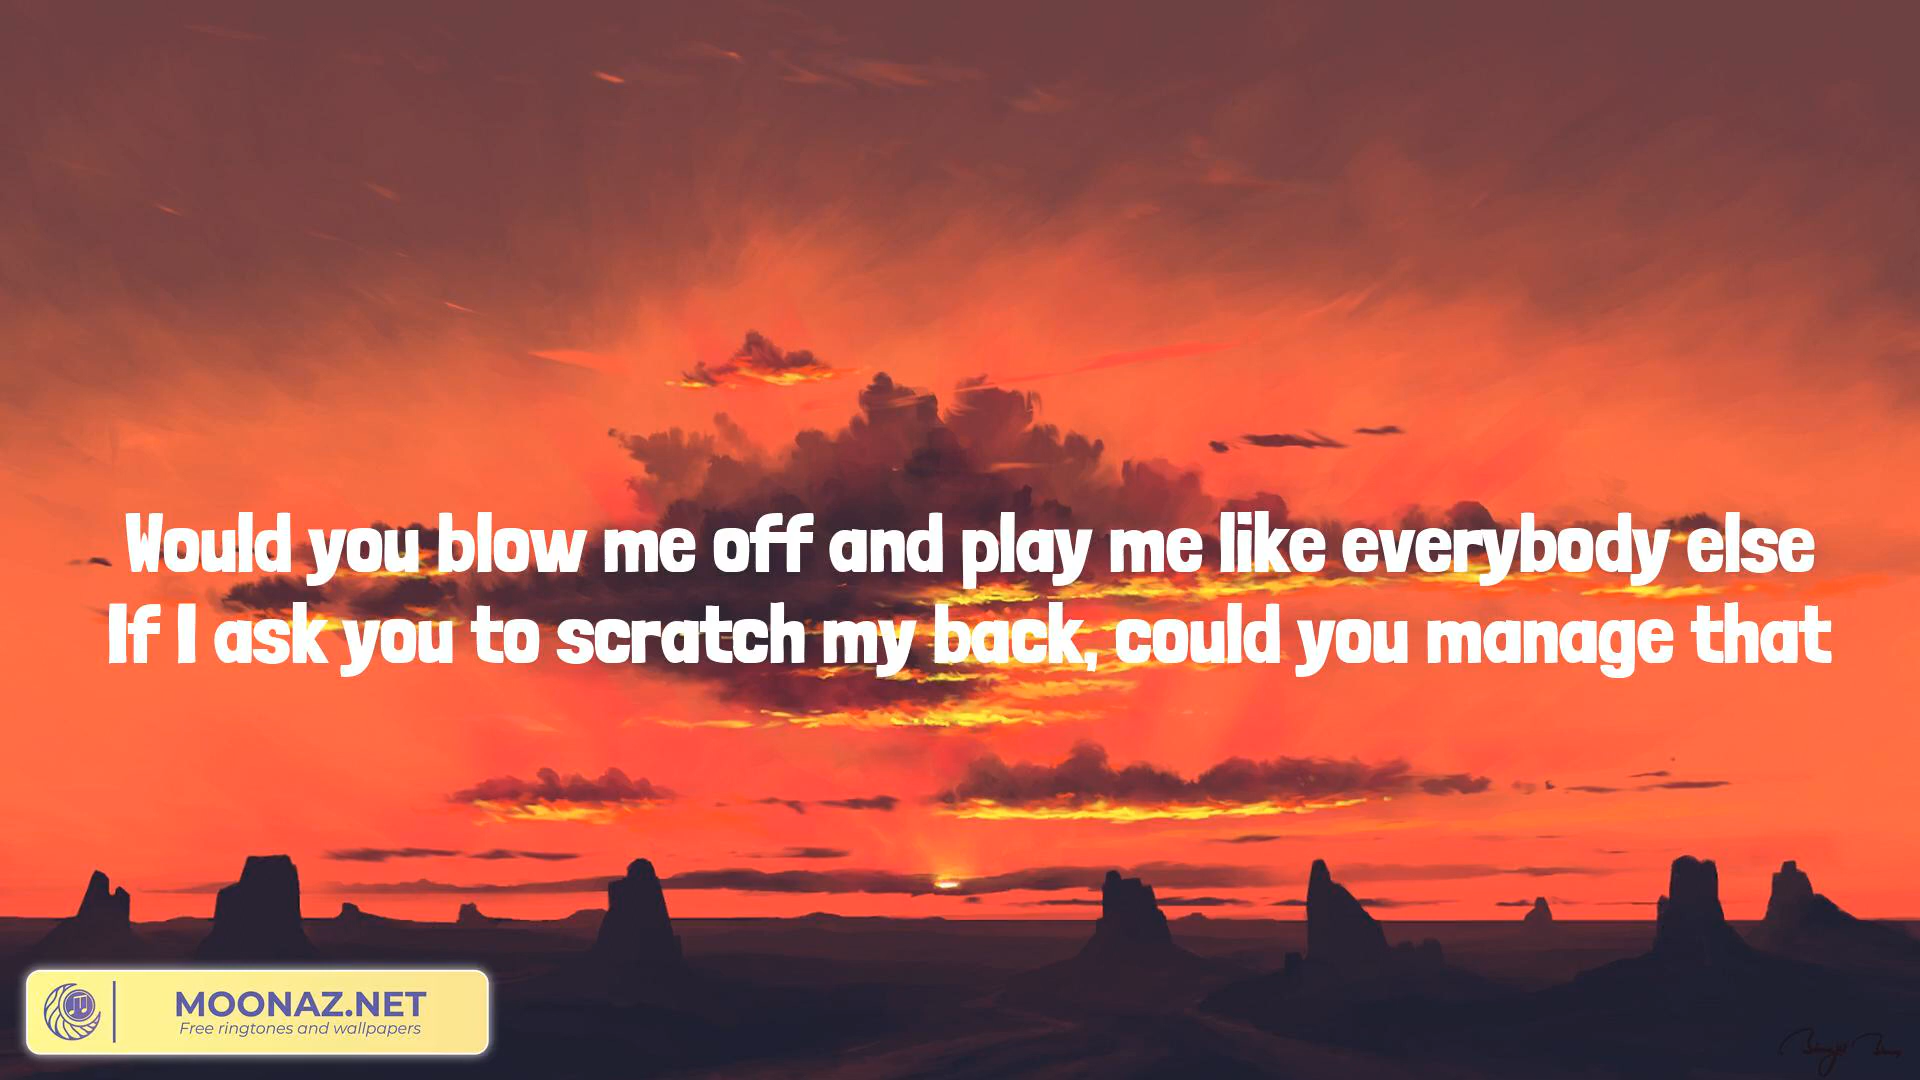 Would you blow me off and play me like everybody else
If I ask you to scratch my back, could you manage that
MOONAZ.NET
Free ringtones and wallpapers